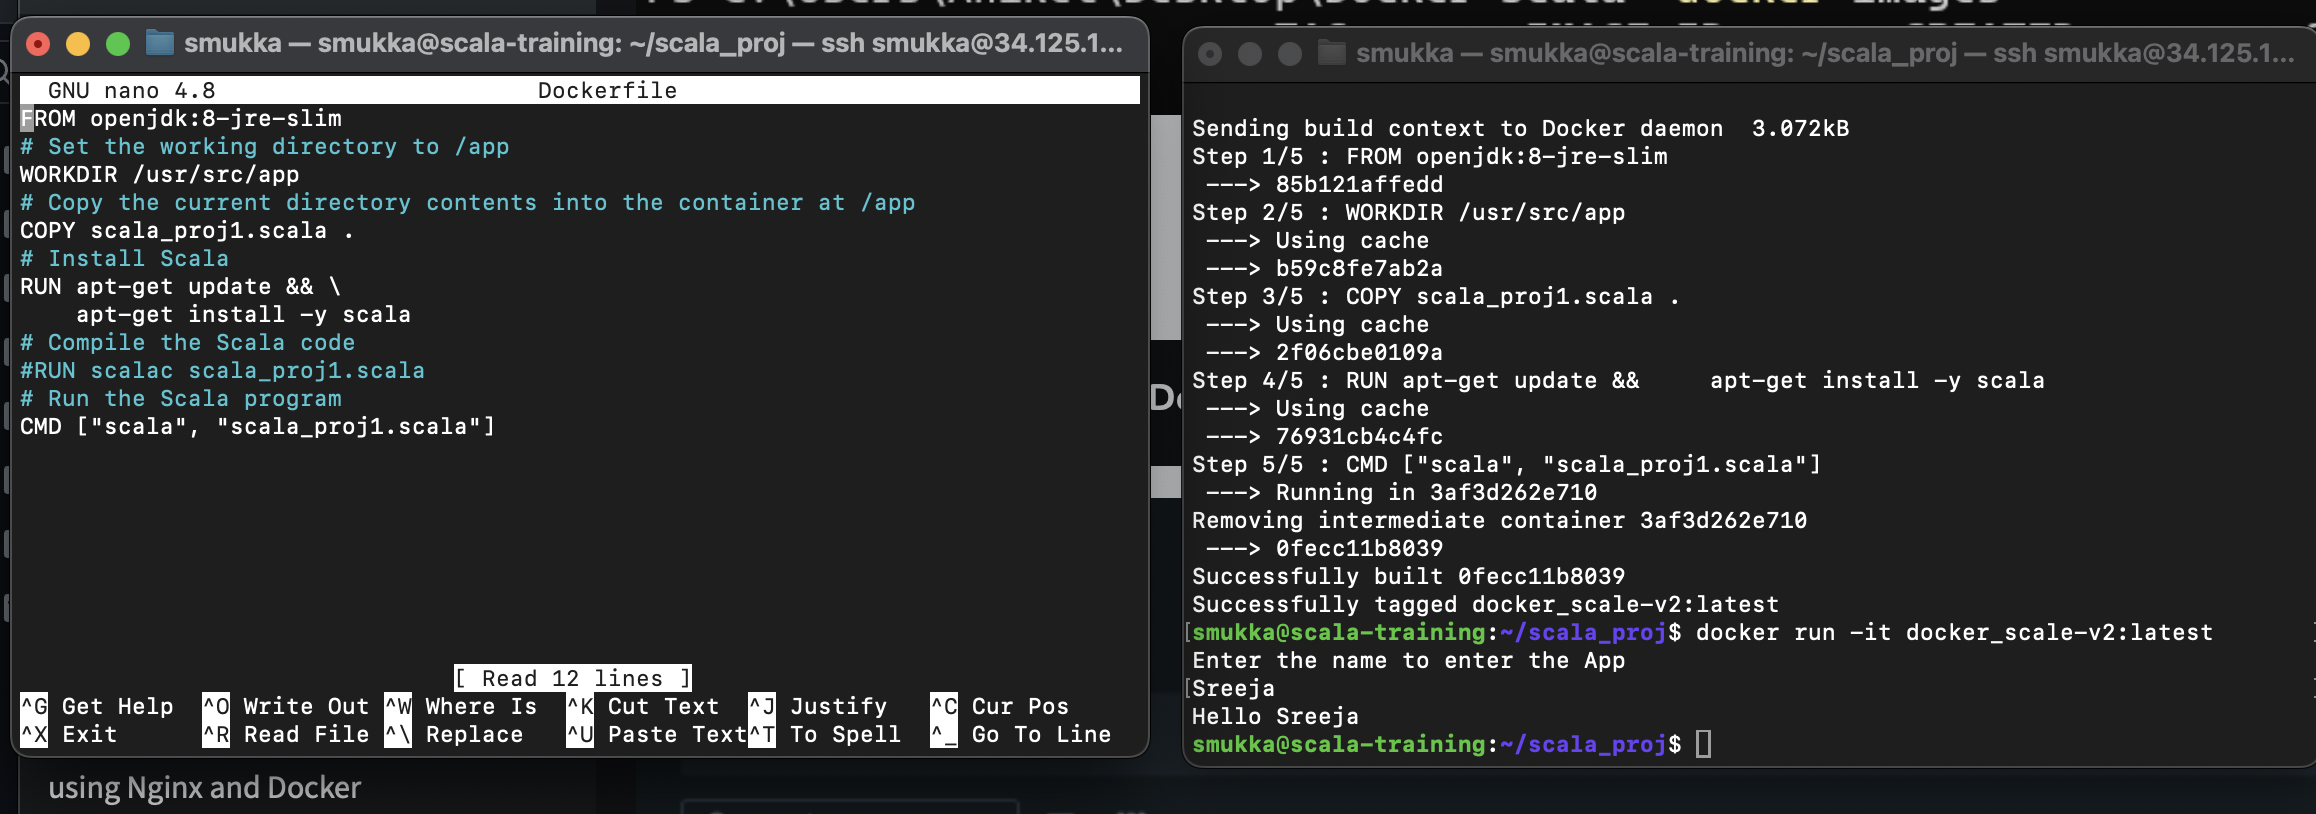 smukka — smukka@scala-training: ~/scala_proj — ssh smukka@34.125.1...
GNU nano 4.8 Dockerfile
FROM openjdk:8-jre-slim
# Set the working directory to /app
WORKDIR /usr/src/app
# Copy the current directory contents into the container at /app
COPY scala_proj1.scala .
# Install Scala
RUN apt-get update && \
    apt-get install -y scala
# Compile the Scala code
#RUN scalac scala_proj1.scala
# Run the Scala program
CMD ["scala", "scala_proj1.scala"]
[ Read 12 lines ]
^G Get Help ^O Write Out ^W Where Is ^K Cut Text ^J Justify ^C Cur Pos
^X Exit ^R Read File ^\ Replace ^U Paste Text ^T To Spell ^_ Go To Line
using Nginx and Docker
smukka — smukka@scala-training: ~/scala_proj — ssh smukka@34.125.1...
Sending build context to Docker daemon  3.072kB
Step 1/5 : FROM openjdk:8-jre-slim
 ---> 85b121affedd
Step 2/5 : WORKDIR /usr/src/app
 ---> Using cache
 ---> b59c8fe7ab2a
Step 3/5 : COPY scala_proj1.scala .
 ---> Using cache
 ---> 2f06cbe0109a
Step 4/5 : RUN apt-get update &&     apt-get install -y scala
 ---> Using cache
 ---> 76931cb4c4fc
Step 5/5 : CMD ["scala", "scala_proj1.scala"]
 ---> Running in 3af3d262e710
Removing intermediate container 3af3d262e710
 ---> 0fecc11b8039
Successfully built 0fecc11b8039
Successfully tagged docker_scale-v2:latest
[smukka@scala-training:~/scala_proj$ docker run -it docker_scale-v2:latest
Enter the name to enter the App
[Sreeja
Hello Sreeja
smukka@scala-training:~/scala_proj$